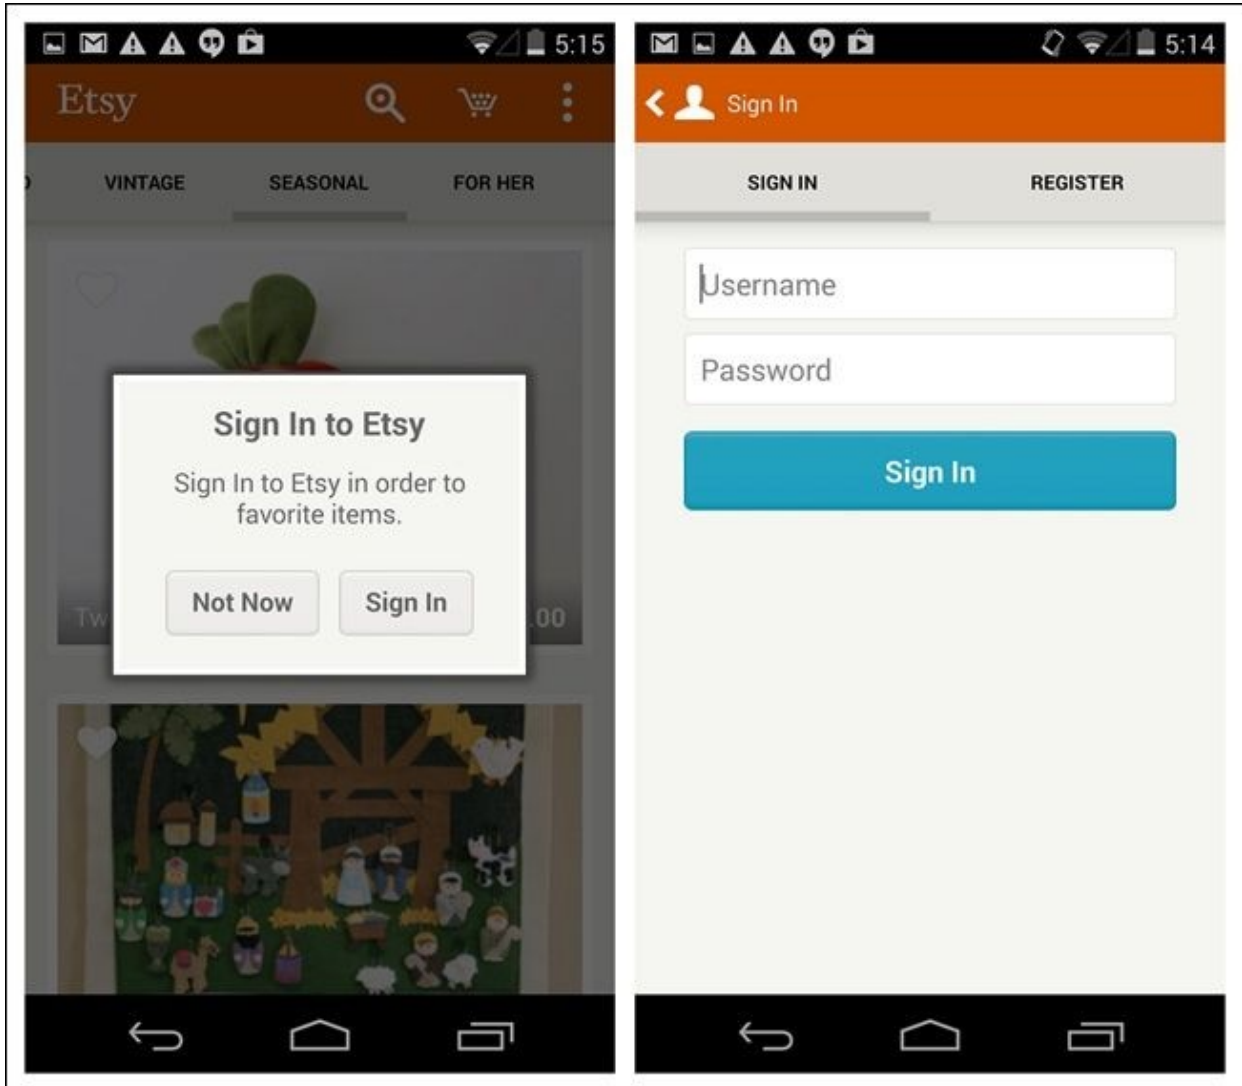 5:15
Etsy
VINTAGE SEASONAL FOR HER
Sign In to Etsy
Sign In to Etsy in order to
favorite items.
Not Now Sign In
Tw .00
5:14
Sign In
SIGN IN REGISTER
Username
Password
Sign In